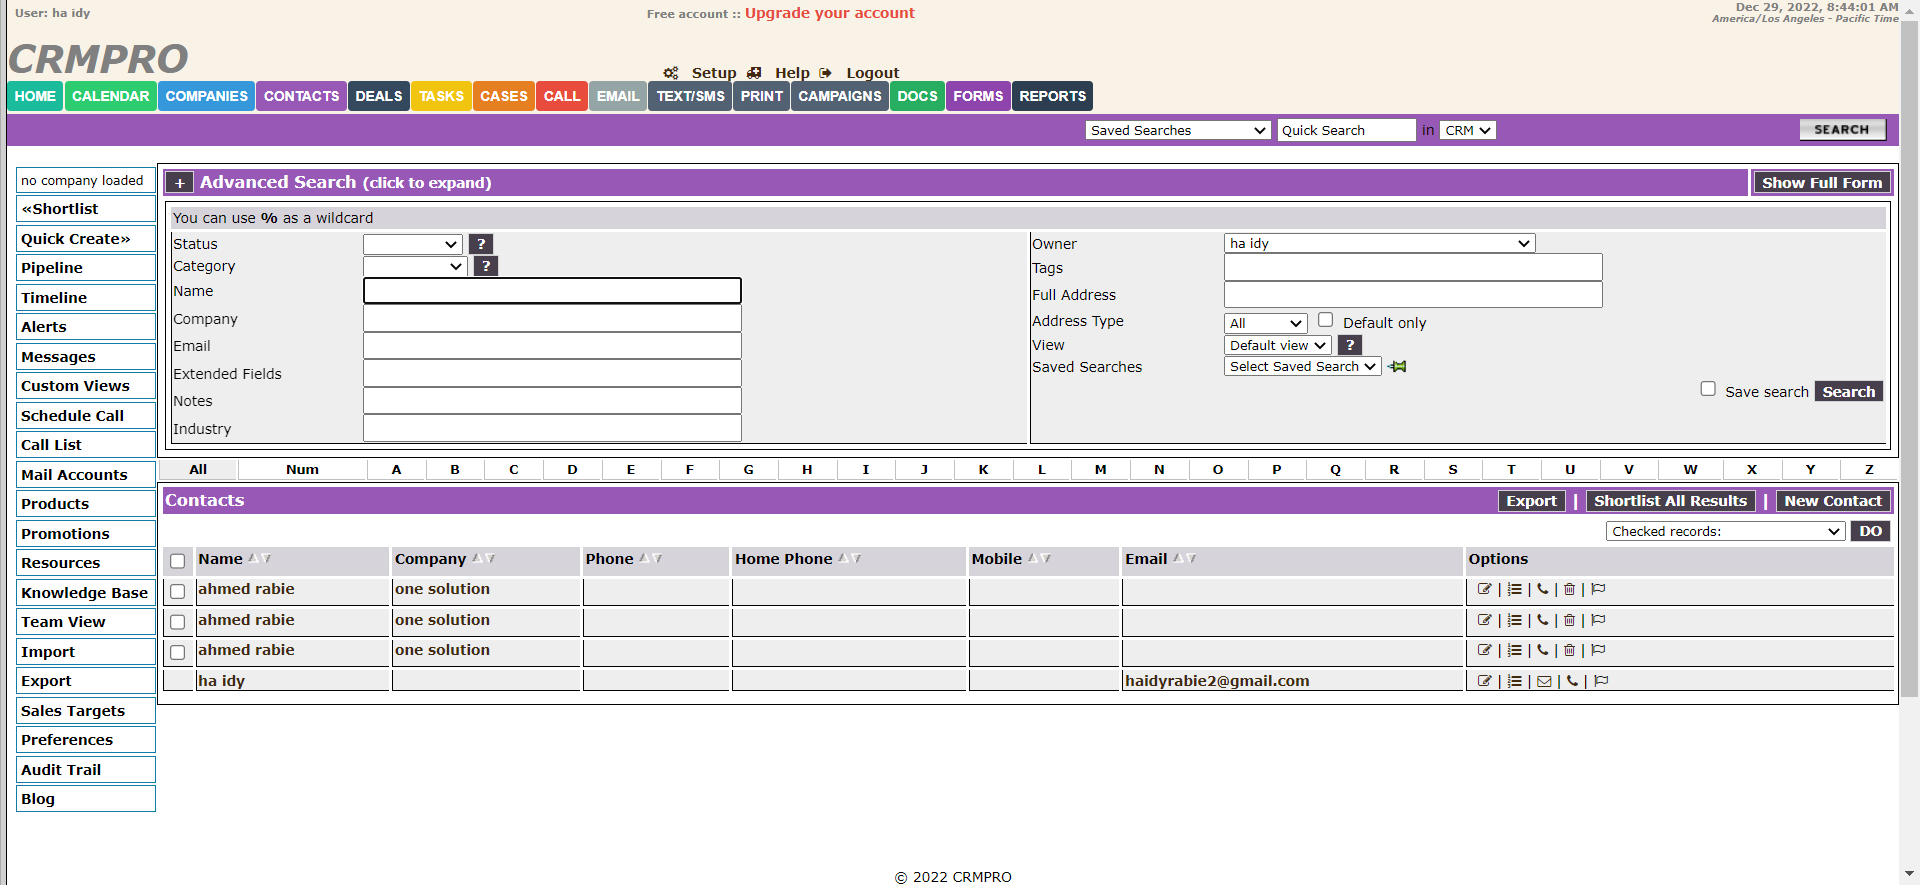 User: ha idy
Free account :: Upgrade your account
Dec 29, 2022, 8:44:01 AM
America/Los Angeles - Pacific Time
CRMPRO
Setup Help Logout
HOME CALENDAR COMPANIES CONTACTS DEALS TASKS CASES CALL EMAIL TEXT/SMS PRINT CAMPAIGNS DOCS FORMS REPORTS
Saved Searches Quick Search in CRM SEARCH
no company loaded
«Shortlist
Quick Create»
Pipeline
Timeline
Alerts
Messages
Custom Views
Schedule Call
Call List
Mail Accounts
Products
Promotions
Resources
Knowledge Base
Team View
Import
Export
Sales Targets
Preferences
Audit Trail
Blog
+ Advanced Search (click to expand) Show Full Form
You can use % as a wildcard
Status ?
Category ?
Name
Company
Email
Extended Fields
Notes
Industry
Owner ha idy
Tags
Full Address
Address Type All Default only
View Default view ?
Saved Searches Select Saved Search
Save search Search
All Num A B C D E F G H I J K L M N O P Q R S T U V W X Y Z
Contacts Export | Shortlist All Results | New Contact
Checked records: DO
Name Company Phone Home Phone Mobile Email Options
ahmed rabie one solution | | | |
ahmed rabie one solution | | | |
ahmed rabie one solution | | | |
ha idy haidyrabie2@gmail.com | | | |
© 2022 CRMPRO